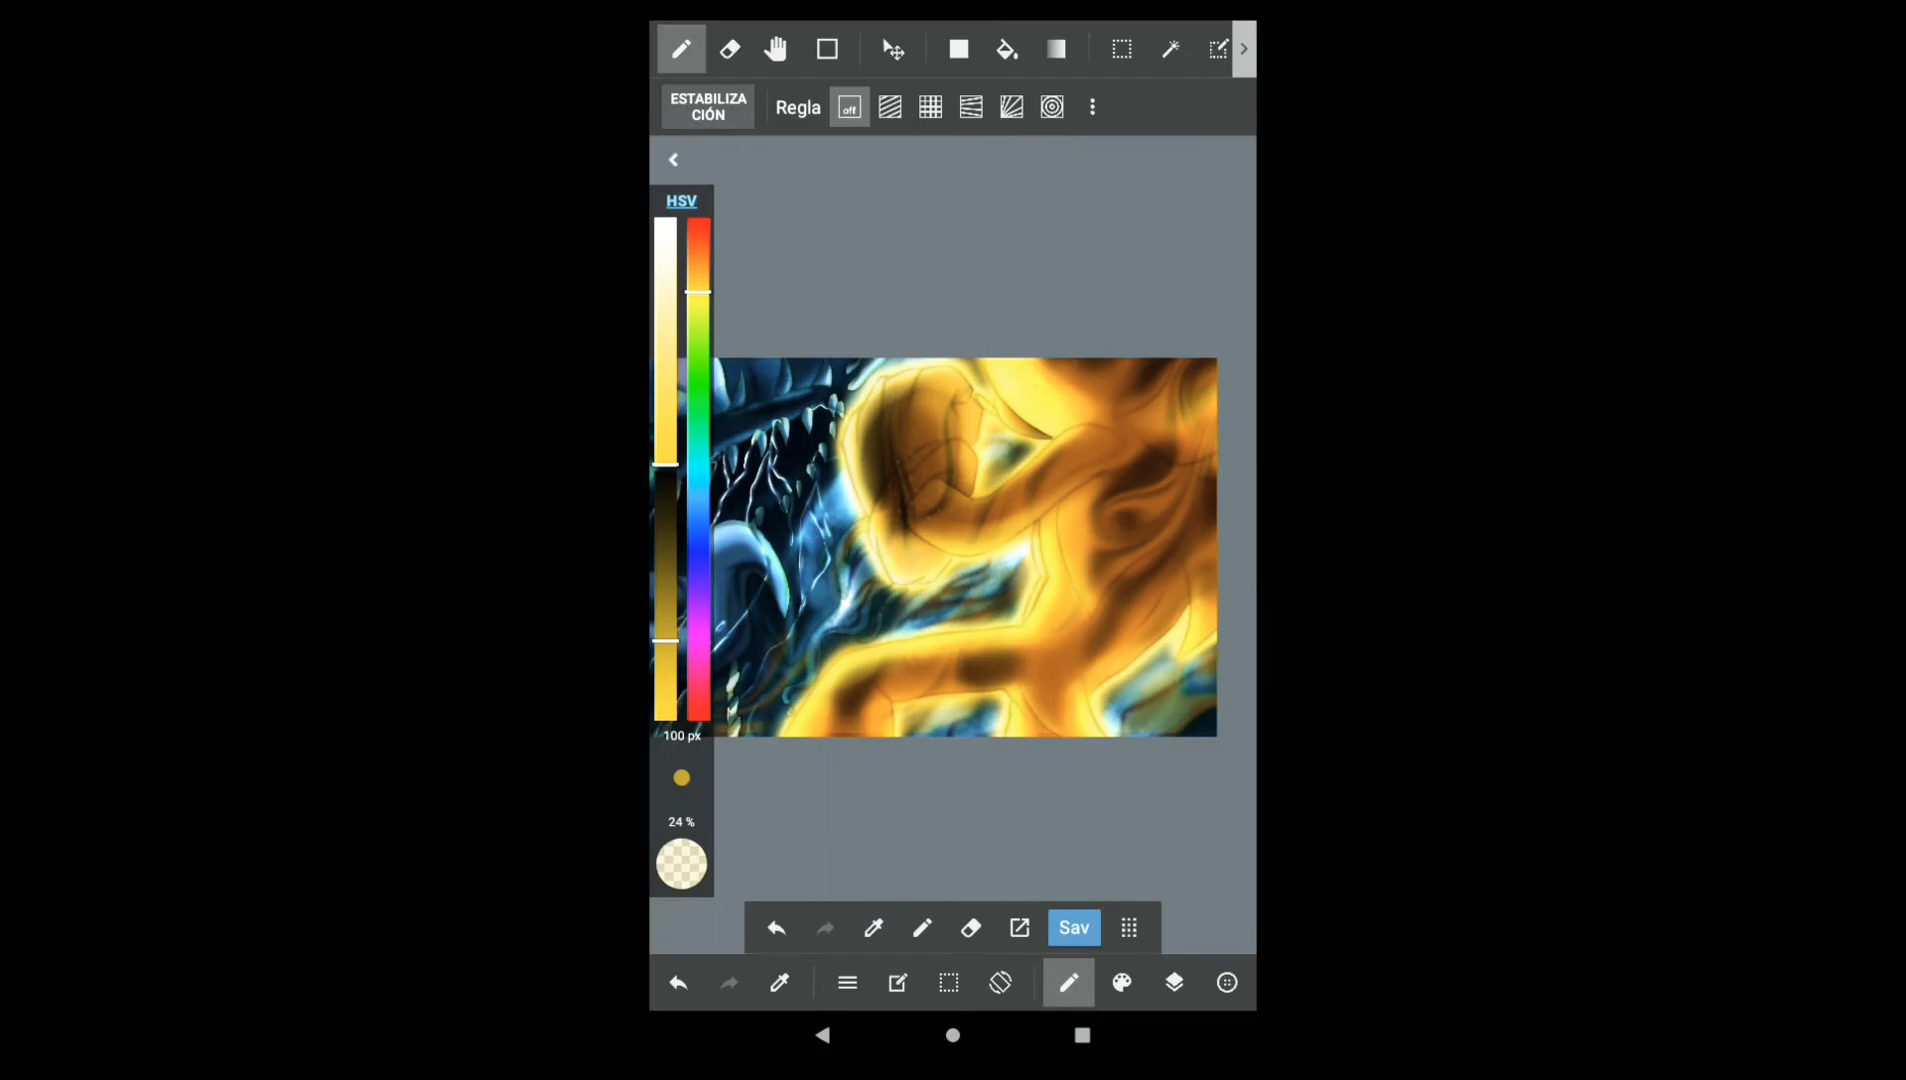 ESTABILIZA
CIÓN
Regla
off
HSV
100 px
24 %
Sav